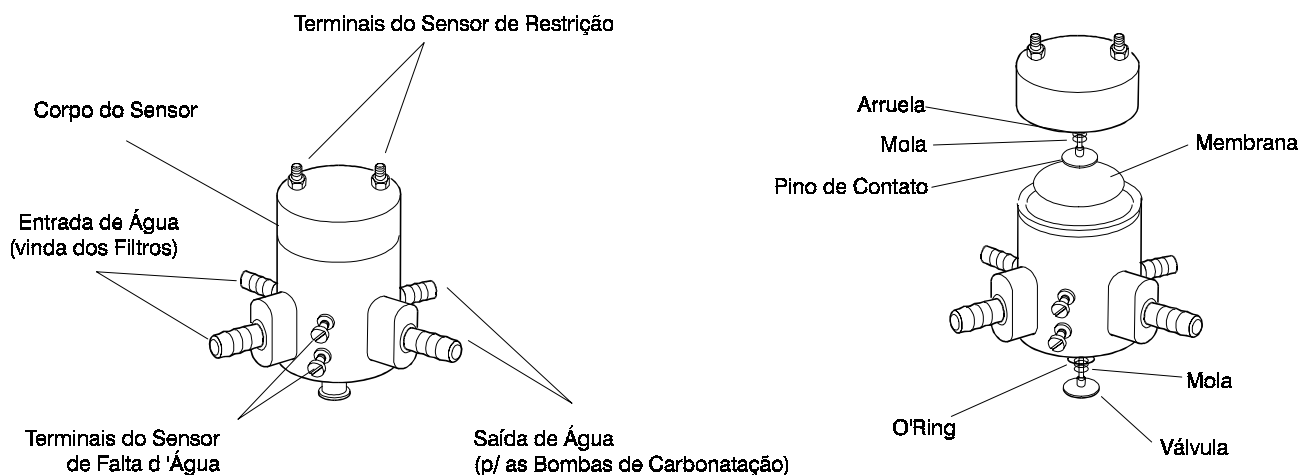 Terminais do Sensor de Restrição
Corpo do Sensor
Entrada de Água
(vinda dos Filtros)
Terminais do Sensor
de Falta d 'Água
Saída de Água
(p/ as Bombas de Carbonatação)
Arruela
Mola
Pino de Contato
Membrana
O'Ring
Mola
Válvula